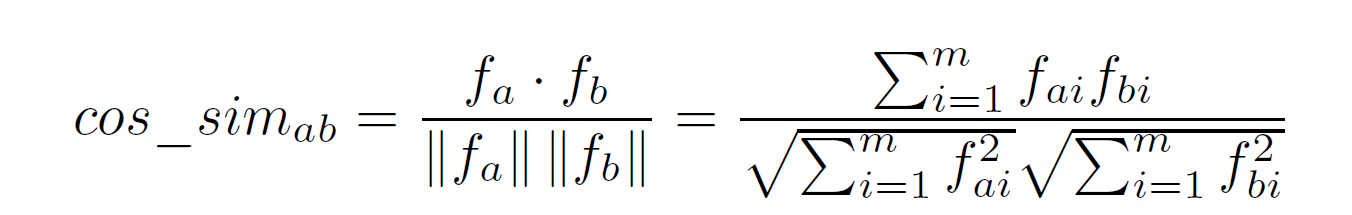 cos_sim_{ab} = \frac{f_a \cdot f_b}{\|f_a\| \, \|f_b\|} = \frac{\sum_{i=1}^{m} f_{ai} f_{bi}}{\sqrt{\sum_{i=1}^{m} f_{ai}^2} \sqrt{\sum_{i=1}^{m} f_{bi}^2}}